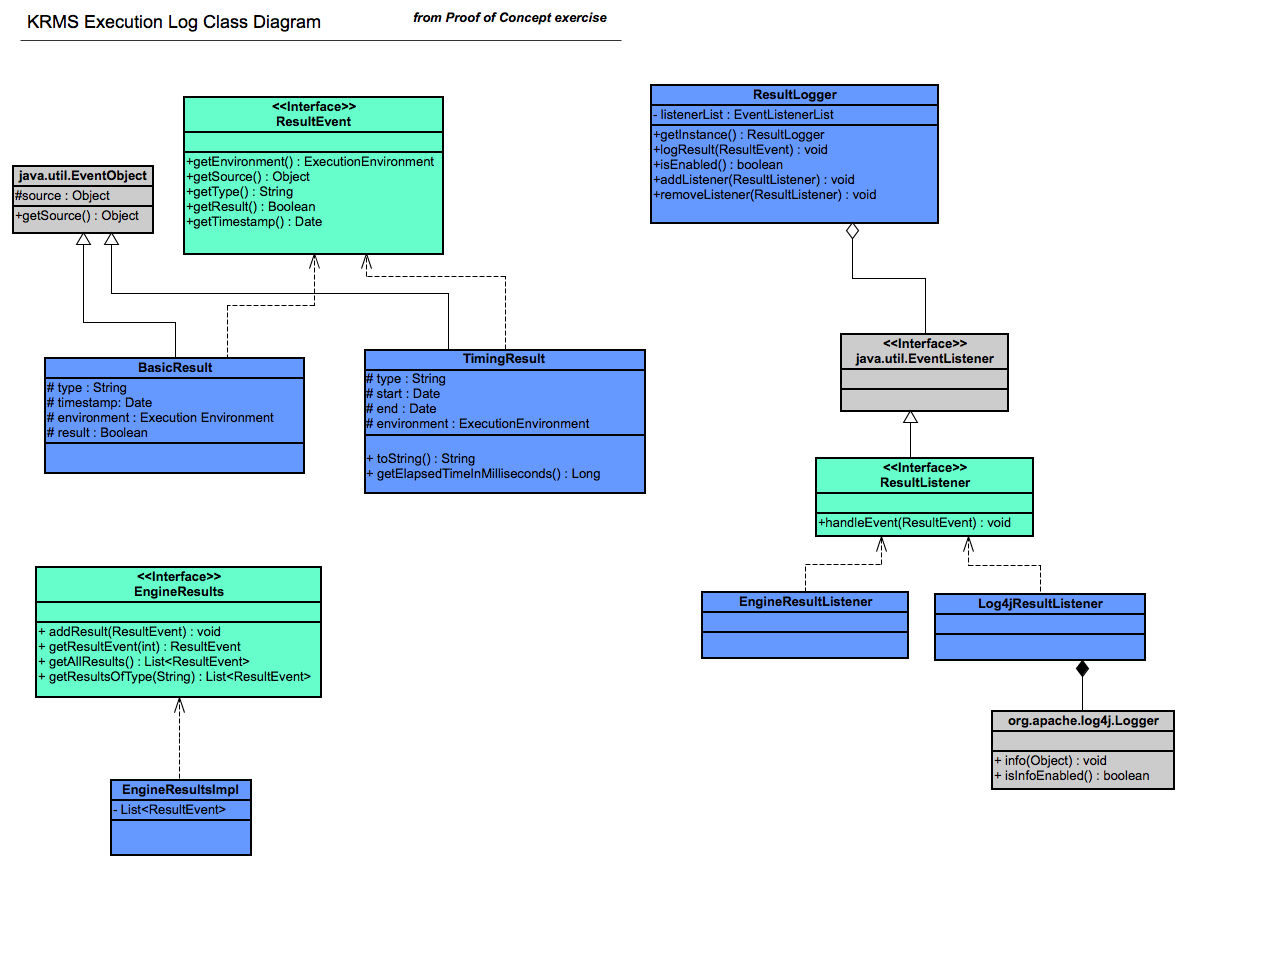 KRMS Execution Log Class Diagram
from Proof of Concept exercise
<<Interface>>
ResultEvent
+getEnvironment() : ExecutionEnvironment
+getSource() : Object
+getType() : String
+getResult() : Boolean
+getTimestamp() : Date
java.util.EventObject
#source : Object
+getSource() : Object
BasicResult
# type : String
# timestamp: Date
# environment : Execution Environment
# result : Boolean
TimingResult
# type : String
# start : Date
# end : Date
# environment : ExecutionEnvironment
+ toString() : String
+ getElapsedTimeInMilliseconds() : Long
<<Interface>>
EngineResults
+ addResult(ResultEvent) : void
+ getResultEvent(int) : ResultEvent
+ getAllResults() : List<ResultEvent>
+ getResultsOfType(String) : List<ResultEvent>
EngineResultsImpl
- List<ResultEvent>
ResultLogger
- listenerList : EventListenerList
+getInstance() : ResultLogger
+logResult(ResultEvent) : void
+isEnabled() : boolean
+addListener(ResultListener) : void
+removeListener(ResultListener) : void
<<Interface>>
java.util.EventListener
<<Interface>>
ResultListener
+handleEvent(ResultEvent) : void
EngineResultListener
Log4jResultListener
org.apache.log4j.Logger
+ info(Object) : void
+ isInfoEnabled() : boolean